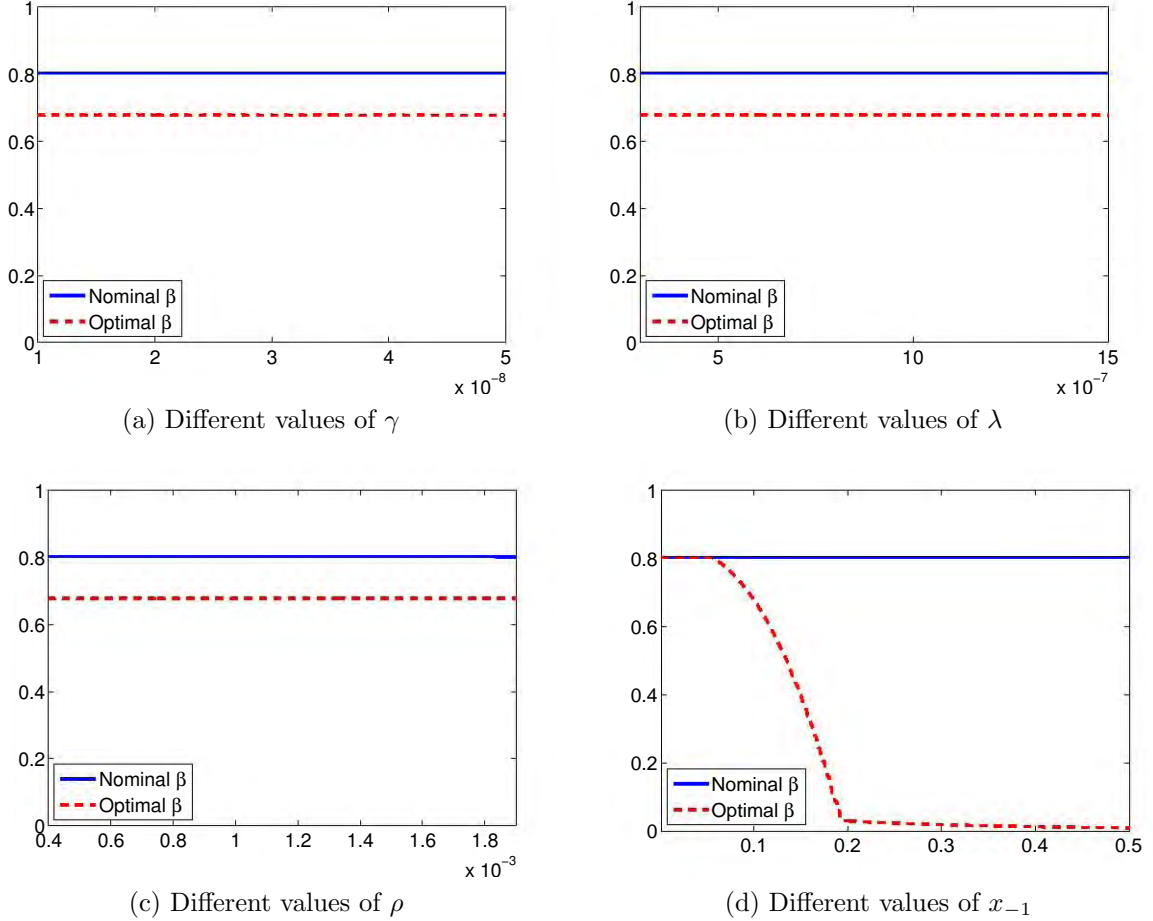 1
0.8
0.6
0.4
0.2
0
Nominal β
Optimal β
1 2 3 4 5
x 10⁻⁸
(a) Different values of γ
1
0.8
0.6
0.4
0.2
0
Nominal β
Optimal β
5 10 15
x 10⁻⁷
(b) Different values of λ
1
0.8
0.6
0.4
0.2
0
Nominal β
Optimal β
0.4 0.6 0.8 1 1.2 1.4 1.6 1.8
x 10⁻³
(c) Different values of ρ
1
0.8
0.6
0.4
0.2
0
Nominal β
Optimal β
0.1 0.2 0.3 0.4 0.5
(d) Different values of x₋₁